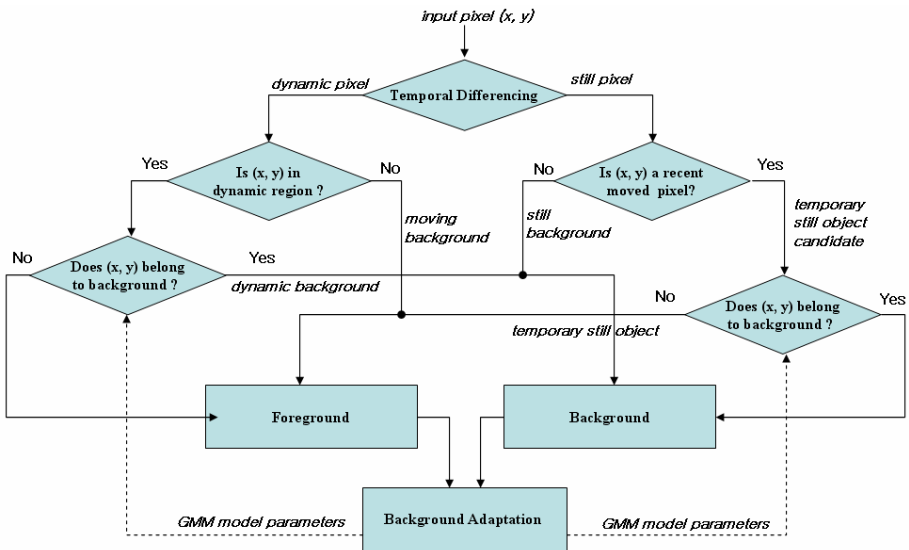 input pixel (x, y)
dynamic pixel
still pixel
Temporal Differencing
Yes
Is (x, y) in
dynamic region ?
No
No
Is (x, y) a recent
moved pixel?
Yes
moving
background
still
background
temporary
still object
candidate
No
Does (x, y) belong
to background ?
Yes
dynamic background
No
Does (x, y) belong
to background ?
Yes
temporary still object
Foreground
Background
GMM model parameters
Background Adaptation
GMM model parameters